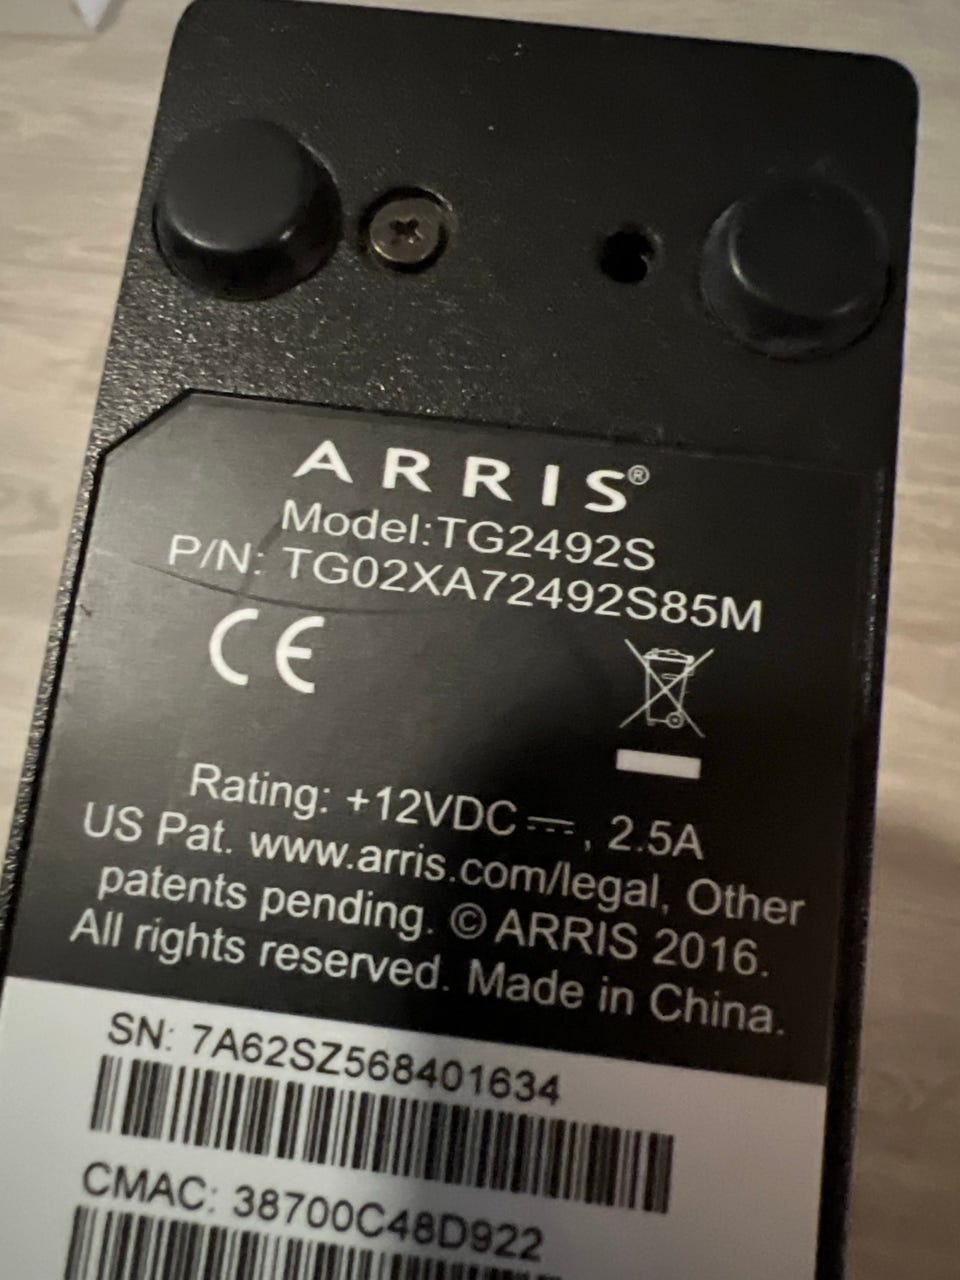 ARRIS®
Model:TG2492S
P/N: TG02XA72492S85M
CE
Rating: +12VDC ⎓, 2.5A
US Pat. www.arris.com/legal, Other
patents pending. © ARRIS 2016.
All rights reserved. Made in China.
SN: 7A62SZ568401634
CMAC: 38700C48D922